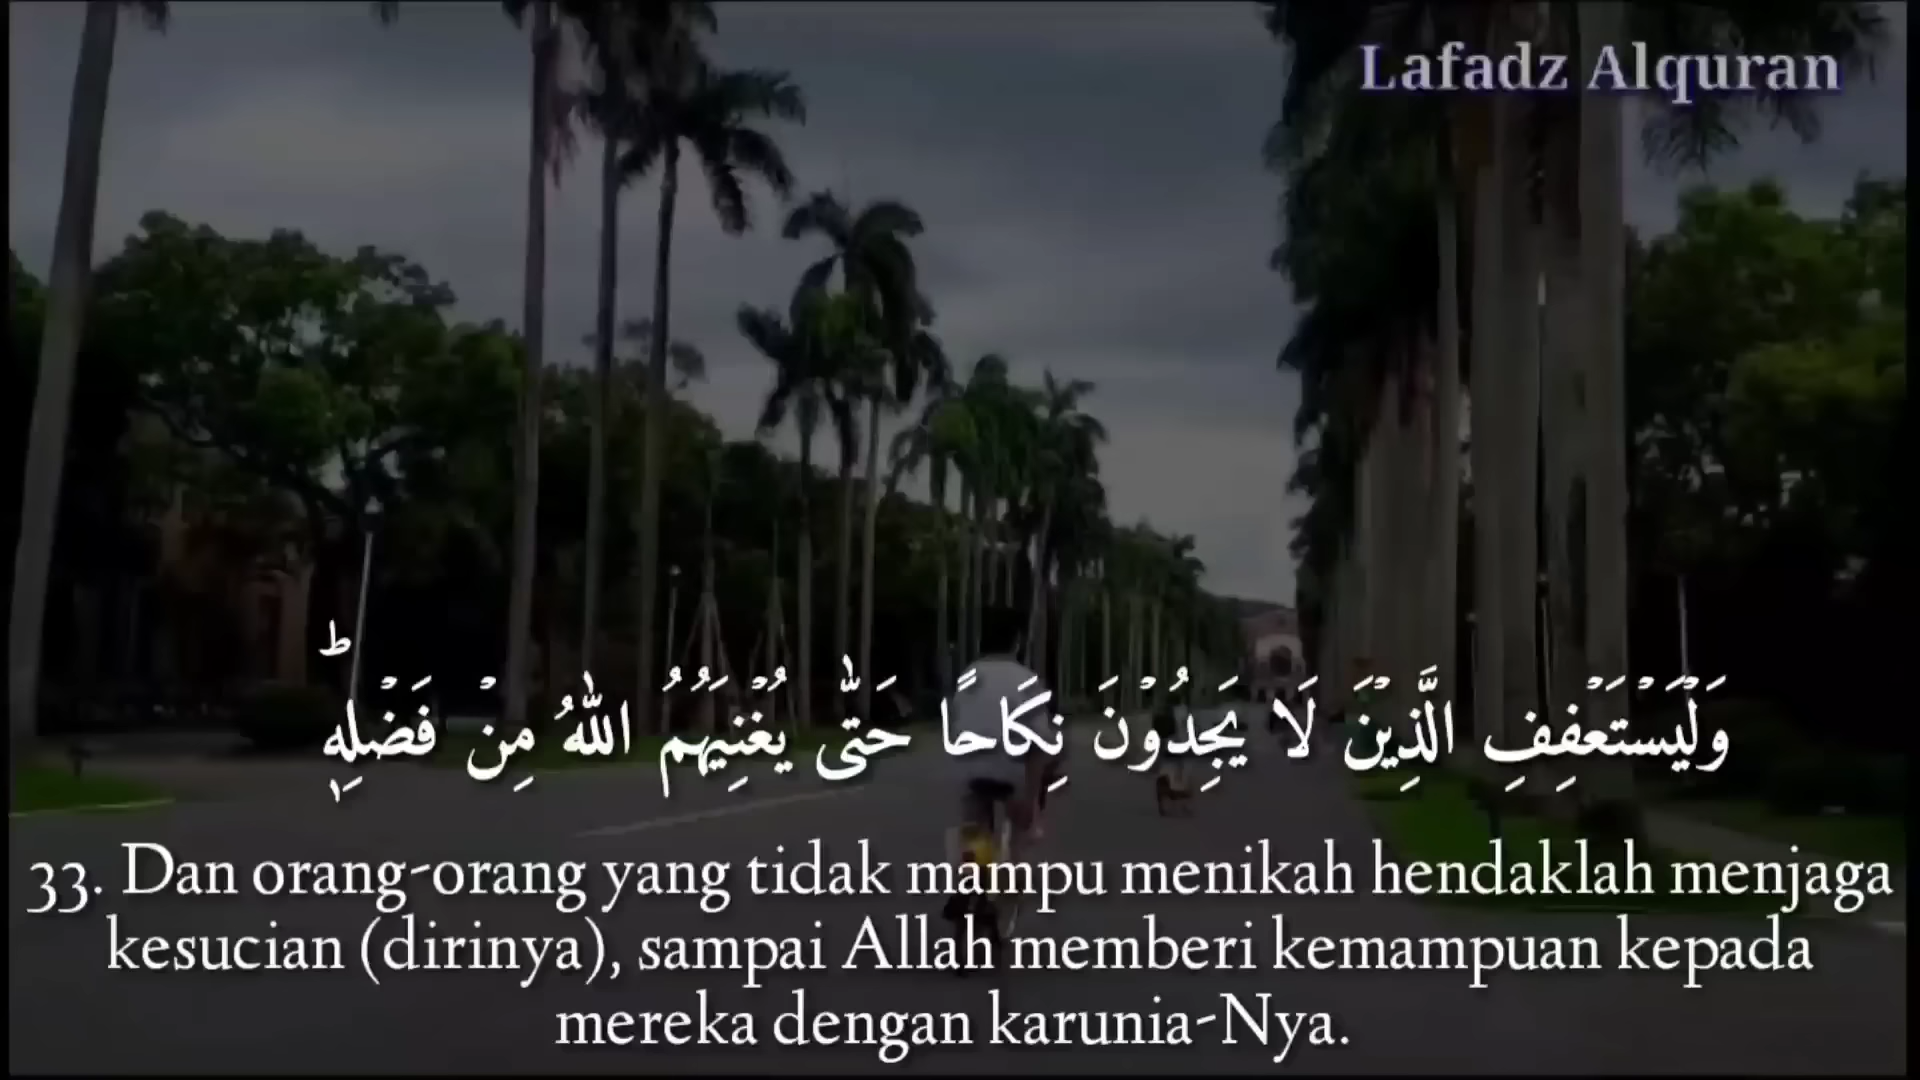 Lafadz Alquran
وَلْيَسْتَعْفِفِ الَّذِيْنَ لَا يَجِدُوْنَ نِكَاحًا حَتّٰى يُغْنِيَهُمُ اللّٰهُ مِنْ فَضْلِهٖ ۗ
33. Dan orang-orang yang tidak mampu menikah hendaklah menjaga
kesucian (dirinya), sampai Allah memberi kemampuan kepada
mereka dengan karunia-Nya.